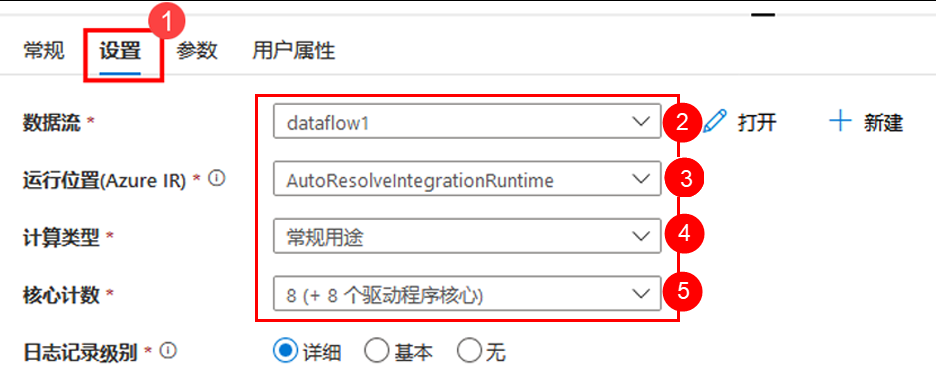 1
常规 设置 参数 用户属性
数据流 * dataflow1 2 打开 新建
运行位置(Azure IR) * AutoResolveIntegrationRuntime 3
计算类型 * 常规用途 4
核心计数 * 8 (+ 8 个驱动程序核心) 5
日志记录级别 * 详细 基本 无